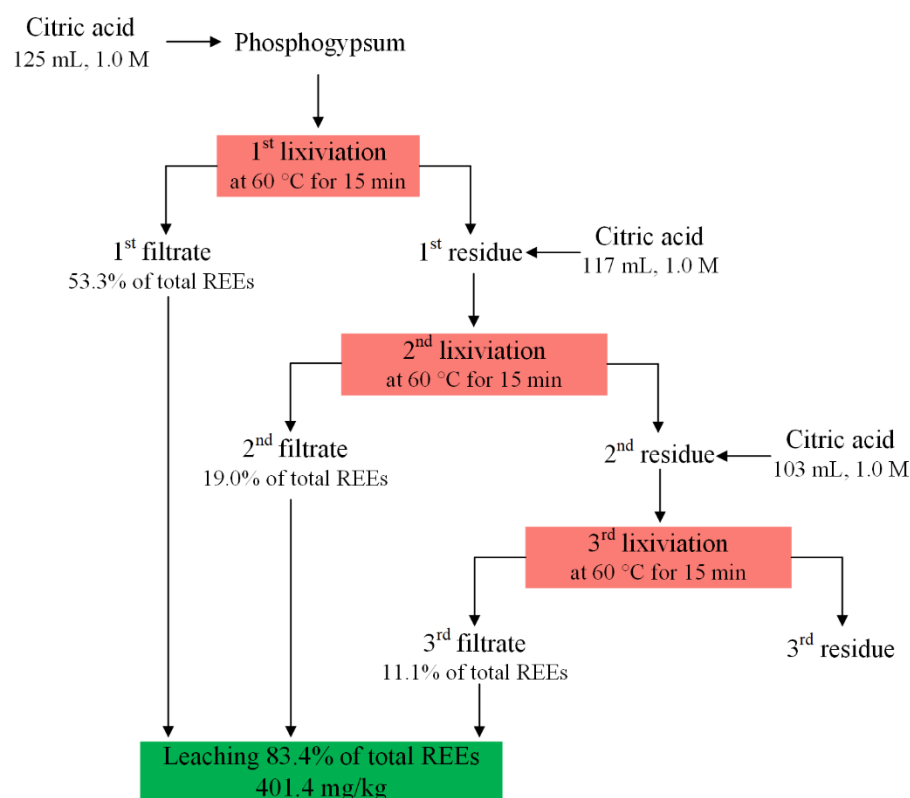 Citric acid
125 mL, 1.0 M
Phosphogypsum
1st lixiviation
at 60 °C for 15 min
1st filtrate
53.3% of total REEs
1st residue
Citric acid
117 mL, 1.0 M
2nd lixiviation
at 60 °C for 15 min
2nd filtrate
19.0% of total REEs
2nd residue
Citric acid
103 mL, 1.0 M
3rd lixiviation
at 60 °C for 15 min
3rd filtrate
11.1% of total REEs
3rd residue
Leaching 83.4% of total REEs
401.4 mg/kg